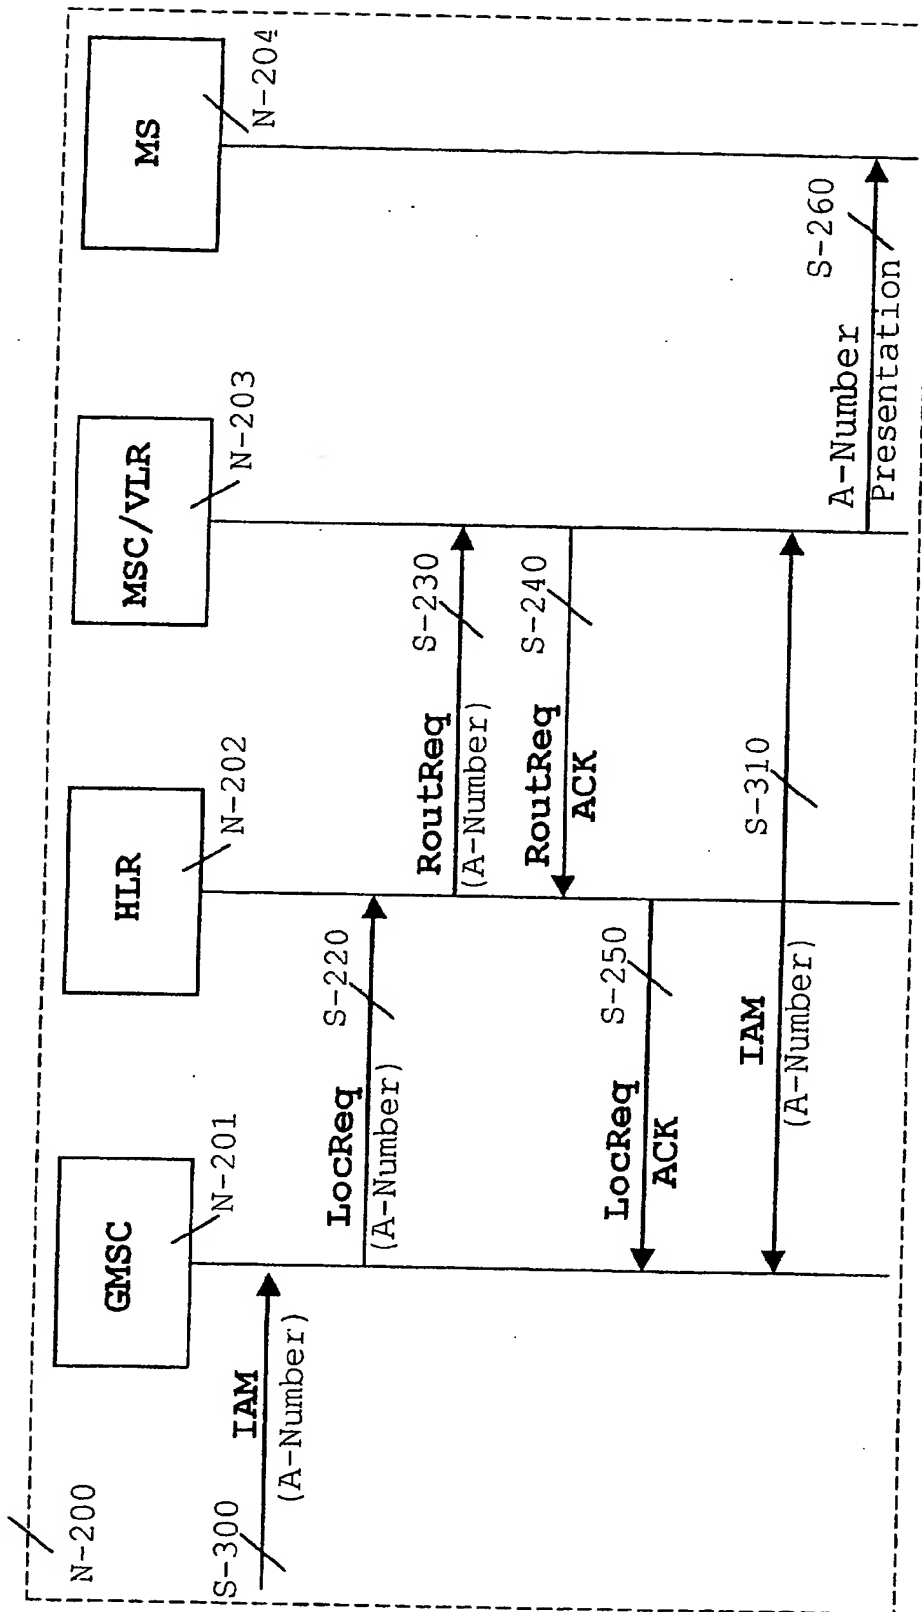 N-200
GMSC
N-201
HLR
N-202
MSC/VLR
N-203
MS
N-204
S-300
IAM
(A-Number)
LocReq
(A-Number)
S-220
RoutReq
(A-Number)
S-230
RoutReq
ACK
S-240
LocReq
ACK
S-250
IAM
(A-Number)
S-310
A-Number
Presentation
S-260